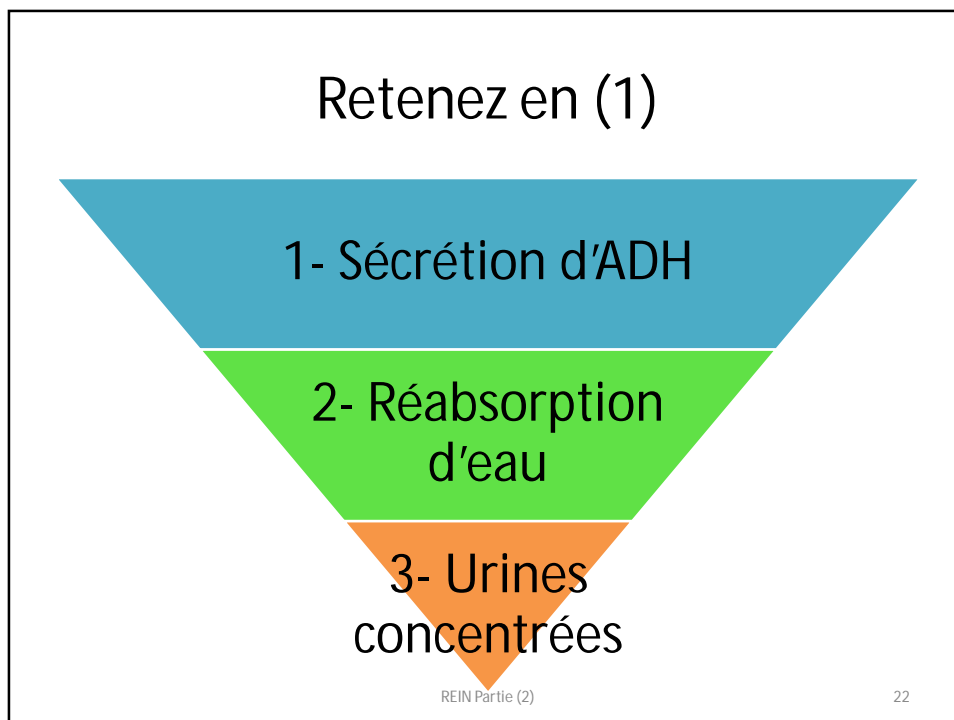 Retenez en (1)
1- Sécrétion d'ADH
2- Réabsorption
d'eau
3- Urines
concentrées
REIN Partie (2)
22